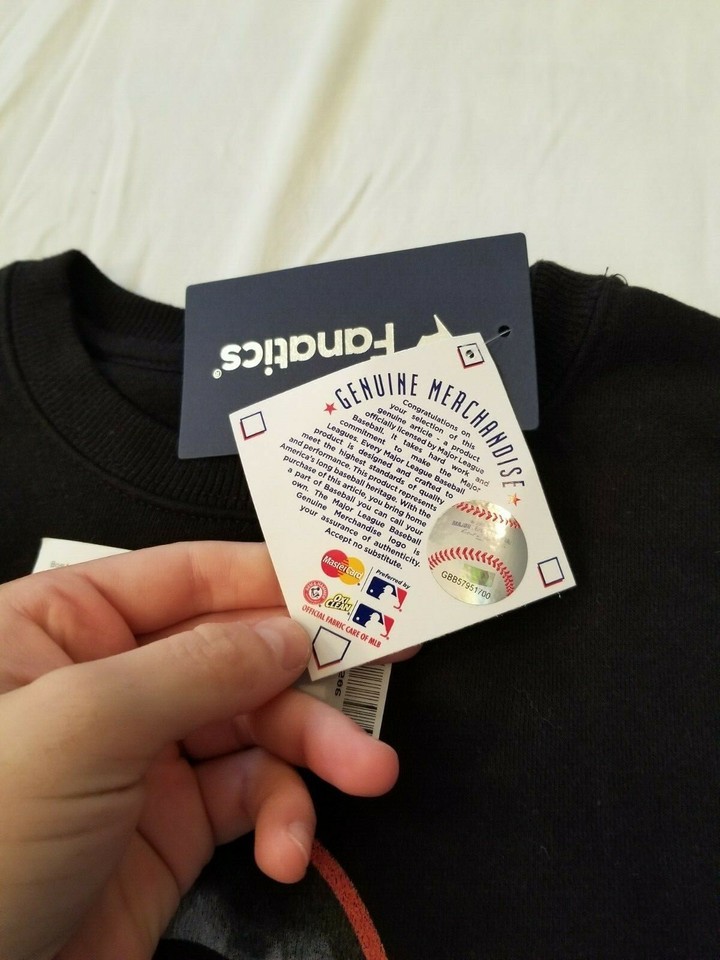 Fanatics®
GENUINE MERCHANDISE
Congratulations on
your selection of this
genuine article - a product
officially licensed by Major League
Baseball. It takes hard work and
commitment to make the Major
Leagues. Every Major League Baseball
product is designed and crafted to
meet the highest standards of quality
and performance. This product represents
America's long baseball heritage. With the
purchase of this article, you bring home
a part of Baseball you can call your
own. The Major League Baseball
Genuine Merchandise logo is
your assurance of authenticity.
Accept no substitute.
MasterCard
Preferred by
OXI CLEAN
OFFICIAL FABRIC CARE OF MLB
GBB57951700